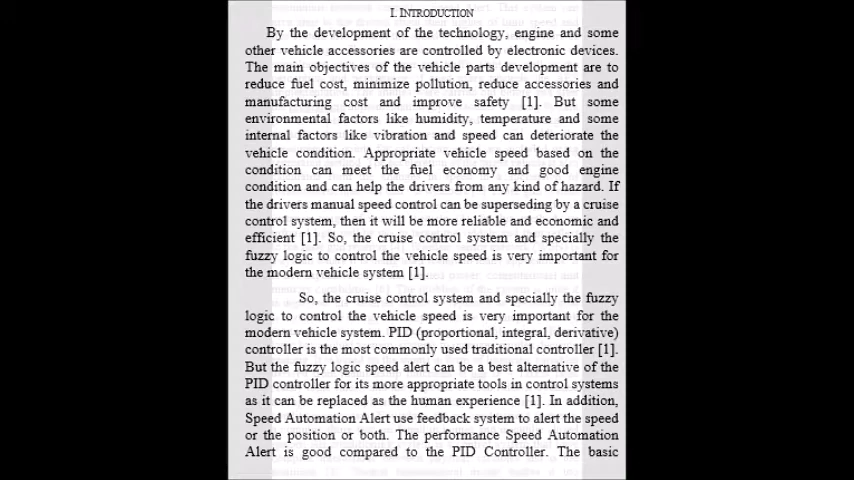 I. INTRODUCTION
By the development of the technology, engine and some
other vehicle accessories are controlled by electronic devices.
The main objectives of the vehicle parts development are to
reduce fuel cost, minimize pollution, reduce accessories and
manufacturing cost and improve safety [1]. But some
environmental factors like humidity, temperature and some
internal factors like vibration and speed can deteriorate the
vehicle condition. Appropriate vehicle speed based on the
condition can meet the fuel economy and good engine
condition and can help the drivers from any kind of hazard. If
the drivers manual speed control can be superseding by a cruise
control system, then it will be more reliable and economic and
efficient [1]. So, the cruise control system and specially the
fuzzy logic to control the vehicle speed is very important for
the modern vehicle system [1].
So, the cruise control system and specially the fuzzy
logic to control the vehicle speed is very important for the
modern vehicle system. PID (proportional, integral, derivative)
controller is the most commonly used traditional controller [1].
But the fuzzy logic speed alert can be a best alternative of the
PID controller for its more appropriate tools in control systems
as it can be replaced as the human experience [1]. In addition,
Speed Automation Alert use feedback system to alert the speed
or the position or both. The performance Speed Automation
Alert is good compared to the PID Controller. The basic